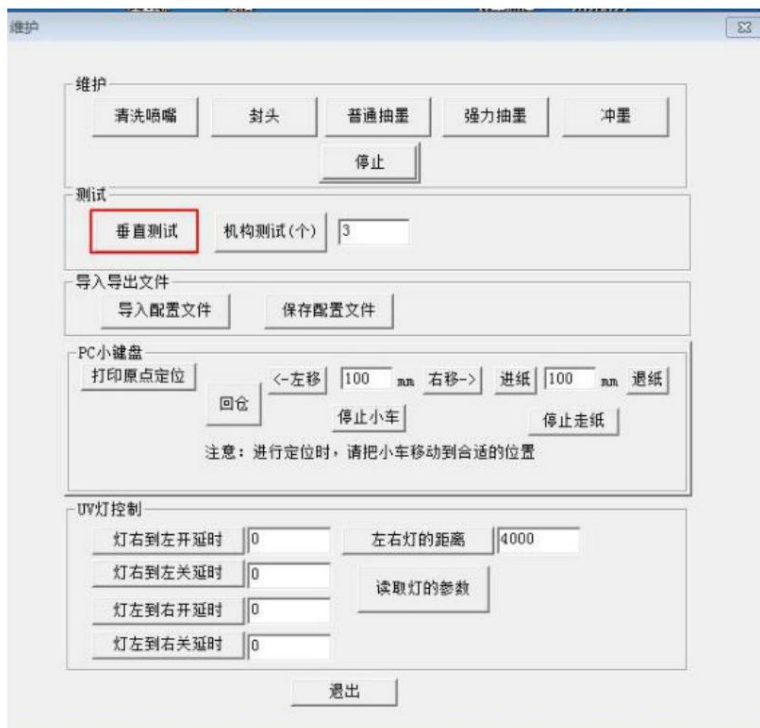 维护
维护
清洗喷嘴 封头 普通抽墨 强力抽墨 冲墨
停止
测试
垂直测试 机构测试(个) 3
导入导出文件
导入配置文件 保存配置文件
PC小键盘
打印原点定位
<-左移 100 mm 右移-> 进纸 100 mm 退纸
回仓
停止小车 停止走纸
注意: 进行定位时,请把小车移动到合适的位置
UV灯控制
灯右到左开延时 0 左右灯的距离 4000
灯右到左关延时 0
读取灯的参数
灯左到右开延时 0
灯左到右关延时 0
退出